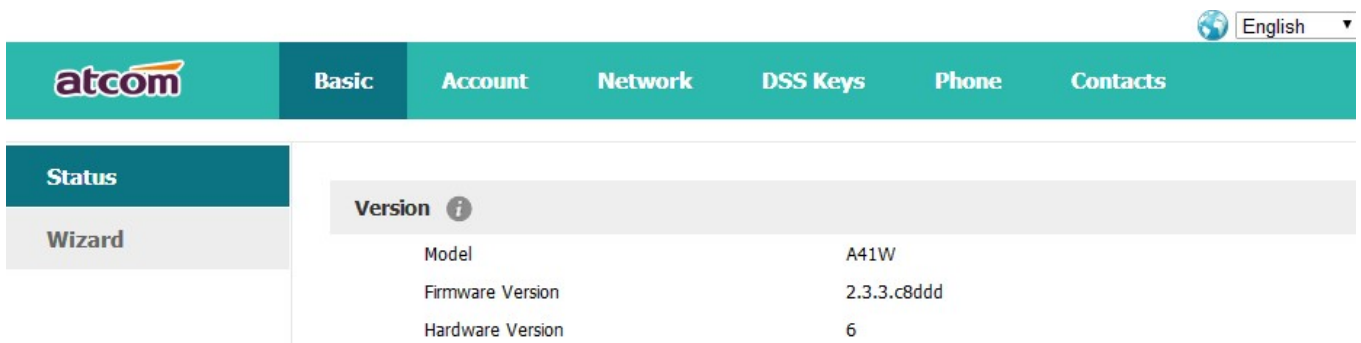 English
atcom Basic Account Network DSS Keys Phone Contacts
Status
Version
Wizard
Model A41W
Firmware Version 2.3.3.c8ddd
Hardware Version 6